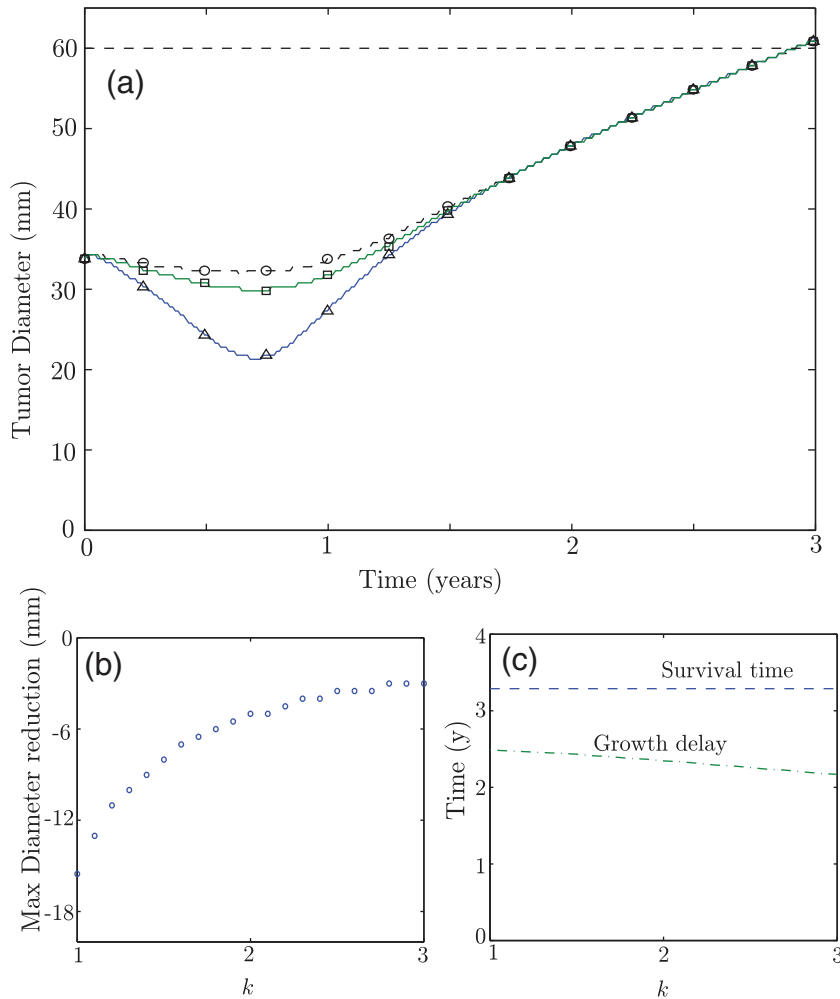 60
(a)
50
40
30
20
10
0
Tumor Diameter (mm)
0 1 2 3
Time (years)
0
-6
-12
-18
(b)
Max Diameter reduction (mm)
1 2 3
k
4
3
2
1
0
(c)
Survival time
Growth delay
Time (y)
1 2 3
k